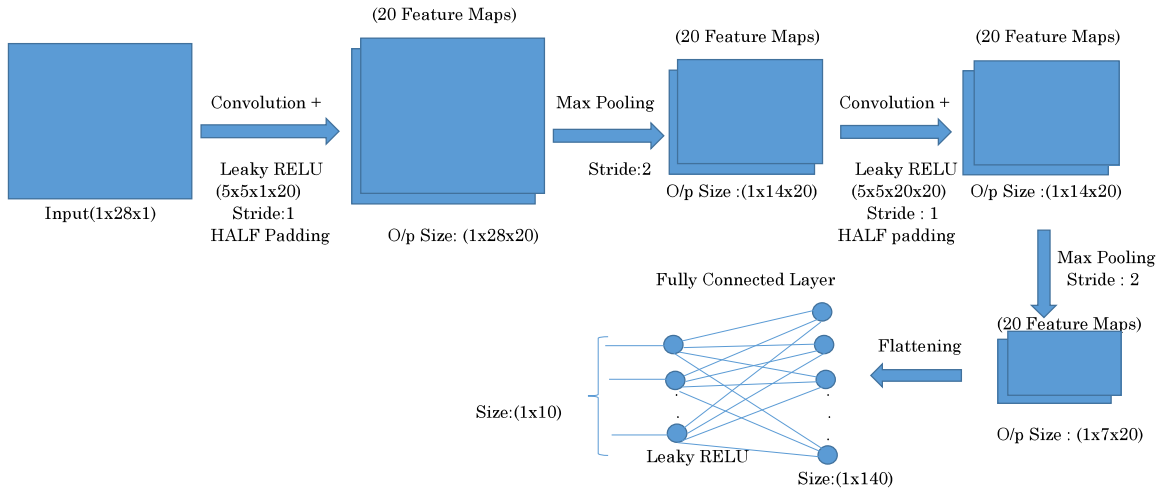 (20 Feature Maps)
(20 Feature Maps)
(20 Feature Maps)
Convolution +
Leaky RELU
(5x5x1x20)
Stride:1
HALF Padding
Input(1x28x1)
O/p Size: (1x28x20)
Max Pooling
Stride:2
O/p Size :(1x14x20)
Convolution +
Leaky RELU
(5x5x20x20)
Stride : 1
HALF padding
O/p Size :(1x14x20)
Max Pooling
Stride : 2
(20 Feature Maps)
O/p Size : (1x7x20)
Flattening
Fully Connected Layer
Size:(1x10)
Leaky RELU
Size:(1x140)